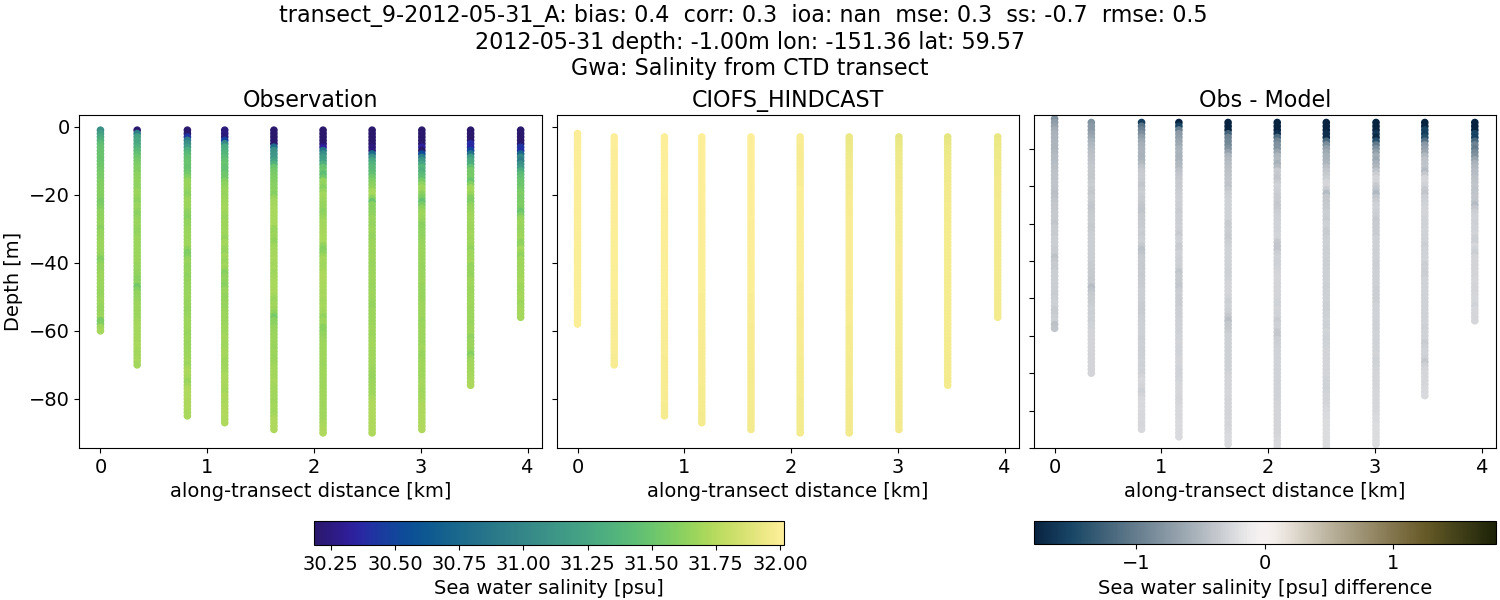 transect_9-2012-05-31_A: bias: 0.4  corr: 0.3  ioa: nan  mse: 0.3  ss: -0.7  rmse: 0.5
2012-05-31 depth: -1.00m lon: -151.36 lat: 59.57
Gwa: Salinity from CTD transect
Observation
CIOFS_HINDCAST
Obs - Model
Depth [m]
0
−20
−40
−60
−80
0 1 2 3 4
0 1 2 3 4
0 1 2 3 4
along-transect distance [km]
along-transect distance [km]
along-transect distance [km]
30.25 30.50 30.75 31.00 31.25 31.50 31.75 32.00
Sea water salinity [psu]
−1 0 1
Sea water salinity [psu] difference